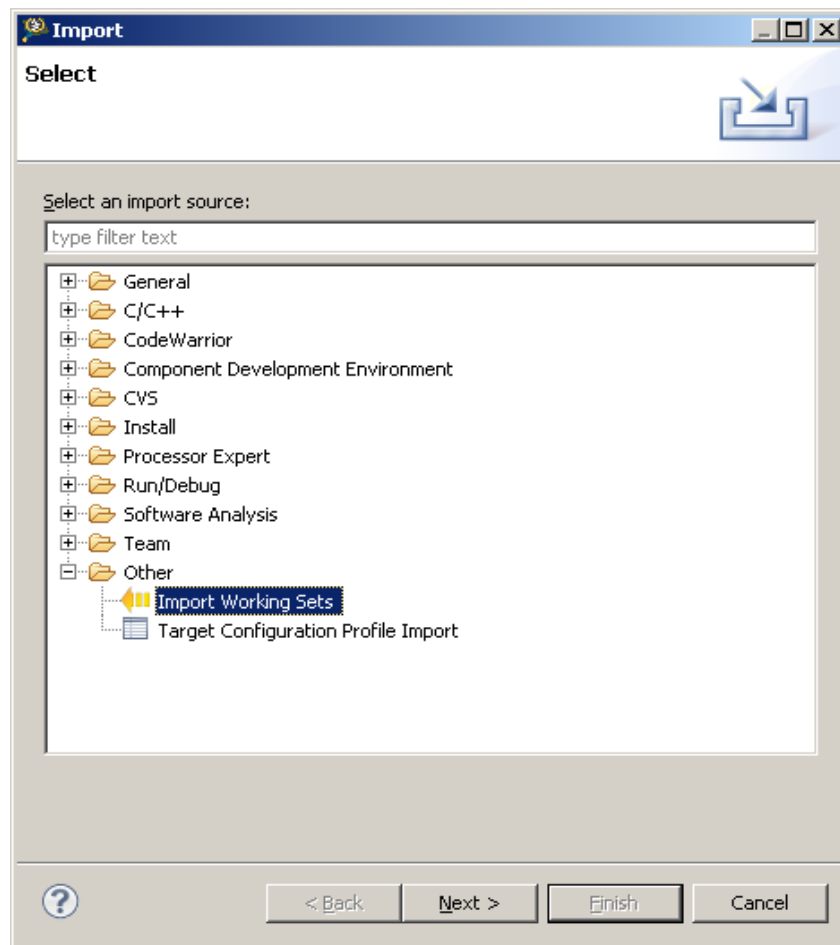 Import
Select
Select an import source:
type filter text
General
C/C++
CodeWarrior
Component Development Environment
CVS
Install
Processor Expert
Run/Debug
Software Analysis
Team
Other
Import Working Sets
Target Configuration Profile Import
? < Back Next > Finish Cancel